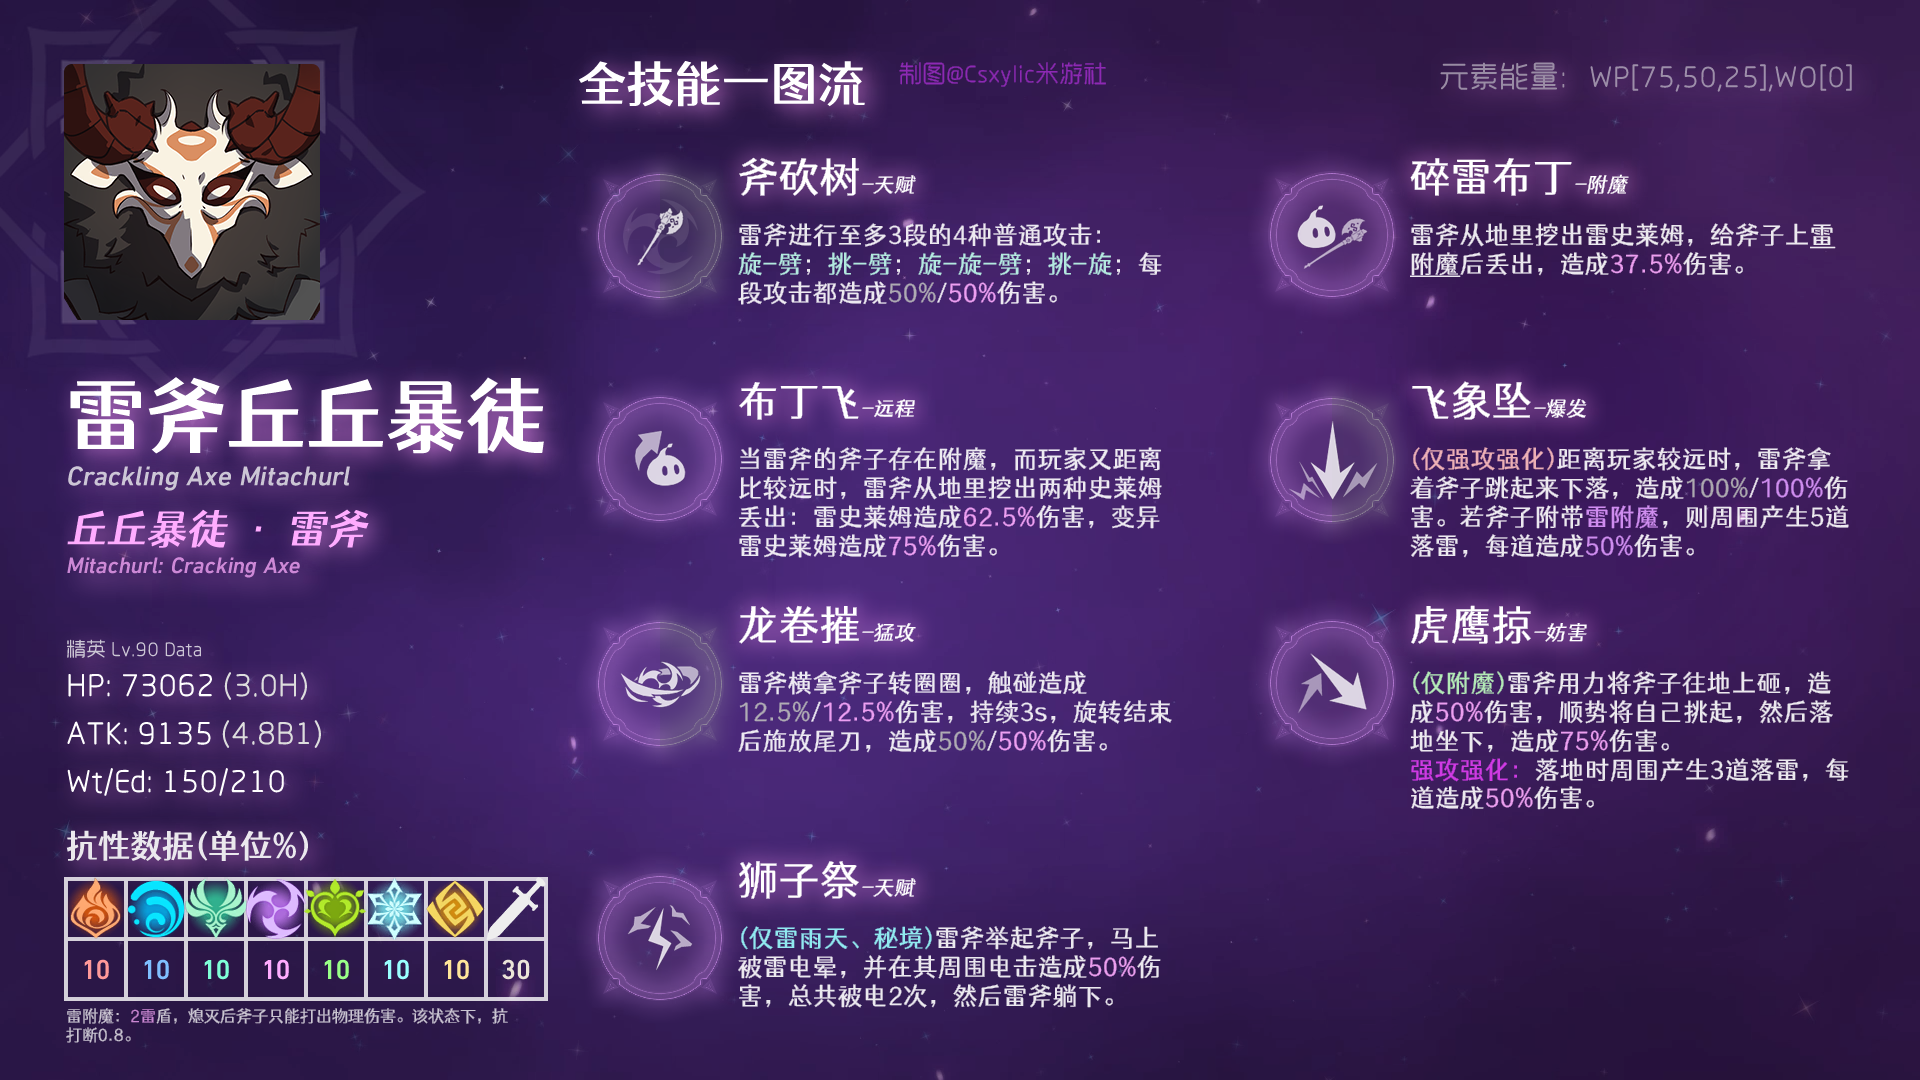 全技能一图流
制图@Csxylic米游社
元素能量: WP[75,50,25],WO[0]
雷斧丘丘暴徒
Crackling Axe Mitachurl
丘丘暴徒 · 雷斧
Mitachurl: Cracking Axe
精英 Lv.90 Data
HP: 73062 (3.0H)
ATK: 9135 (4.8B1)
Wt/Ed: 150/210
抗性数据(单位%)
10 10 10 10 10 10 10 30
雷附魔：2雷盾，熄灭后斧子只能打出物理伤害。该状态下，抗
打断0.8。
斧砍树-天赋
雷斧进行至多3段的4种普通攻击：
旋-劈；挑-劈；旋-旋-劈；挑-旋；每
段攻击都造成50%/50%伤害。
布丁飞-远程
当雷斧的斧子存在附魔，而玩家又距离
比较远时，雷斧从地里挖出两种史莱姆
丢出：雷史莱姆造成62.5%伤害，变异
雷史莱姆造成75%伤害。
龙卷摧-猛攻
雷斧横拿斧子转圈圈，触碰造成
12.5%/12.5%伤害，持续3s，旋转结束
后施放尾刀，造成50%/50%伤害。
狮子祭-天赋
(仅雷雨天、秘境)雷斧举起斧子，马上
被雷电晕，并在其周围电击造成50%伤
害，总共被电2次，然后雷斧躺下。
碎雷布丁-附魔
雷斧从地里挖出雷史莱姆，给斧子上雷
附魔后丢出，造成37.5%伤害。
飞象坠-爆发
(仅强攻强化)距离玩家较远时，雷斧拿
着斧子跳起来下落，造成100%/100%伤
害。若斧子附带雷附魔，则周围产生5道
落雷，每道造成50%伤害。
虎鹰掠-妨害
(仅附魔)雷斧用力将斧子往地上砸，造
成50%伤害，顺势将自己挑起，然后落
地坐下，造成75%伤害。
强攻强化：落地时周围产生3道落雷，每
道造成50%伤害。